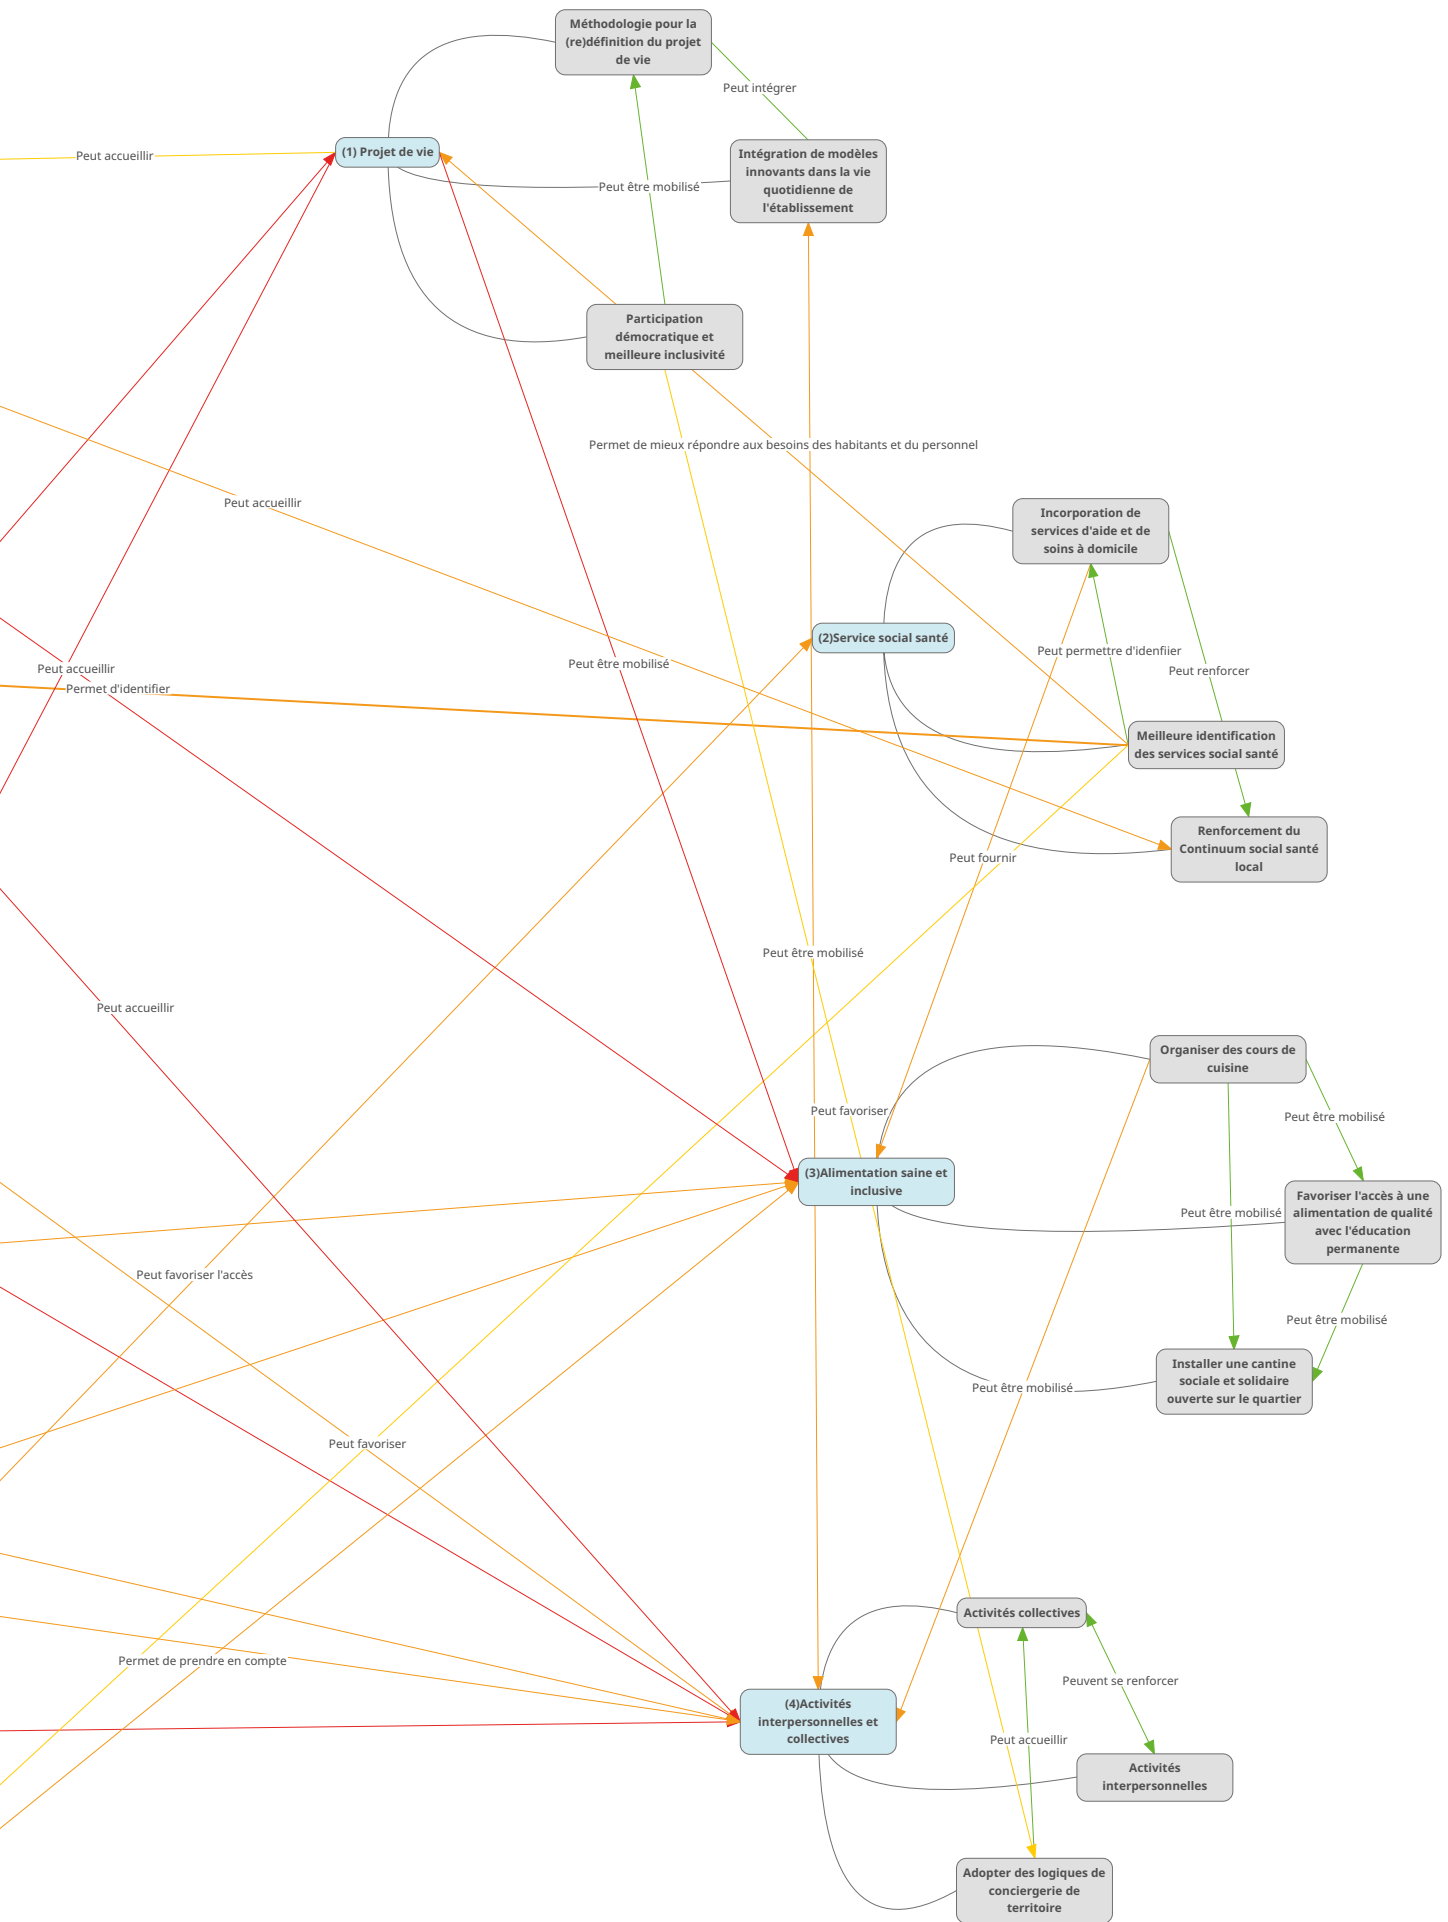 Méthodologie pour la
(re)définition du projet
de vie
Peut intégrer
(1) Projet de vie
Peut accueillir
Intégration de modèles
innovants dans la vie
quotidienne de
l'établissement
Peut être mobilisé
Participation
démocratique et
meilleure inclusivité
Permet de mieux répondre aux besoins des habitants et du personnel
Peut accueillir
Incorporation de
services d'aide et de
soins à domicile
(2)Service social santé
Peut permettre d'idenfiier
Peut être mobilisé
Peut accueillir
Peut renforcer
Permet d'identifier
Meilleure identification
des services social santé
Renforcement du
Continuum social santé
local
Peut fournir
Peut être mobilisé
Peut accueillir
Organiser des cours de
cuisine
Peut favoriser
Peut être mobilisé
(3)Alimentation saine et
inclusive
Favoriser l'accès à une
alimentation de qualité
avec l'éducation
permanente
Peut être mobilisé
Peut favoriser l'accès
Peut être mobilisé
Installer une cantine
sociale et solidaire
ouverte sur le quartier
Peut être mobilisé
Peut favoriser
Activités collectives
Permet de prendre en compte
Peuvent se renforcer
(4)Activités
interpersonnelles et
collectives
Peut accueillir
Activités
interpersonnelles
Adopter des logiques de
conciergerie de
territoire